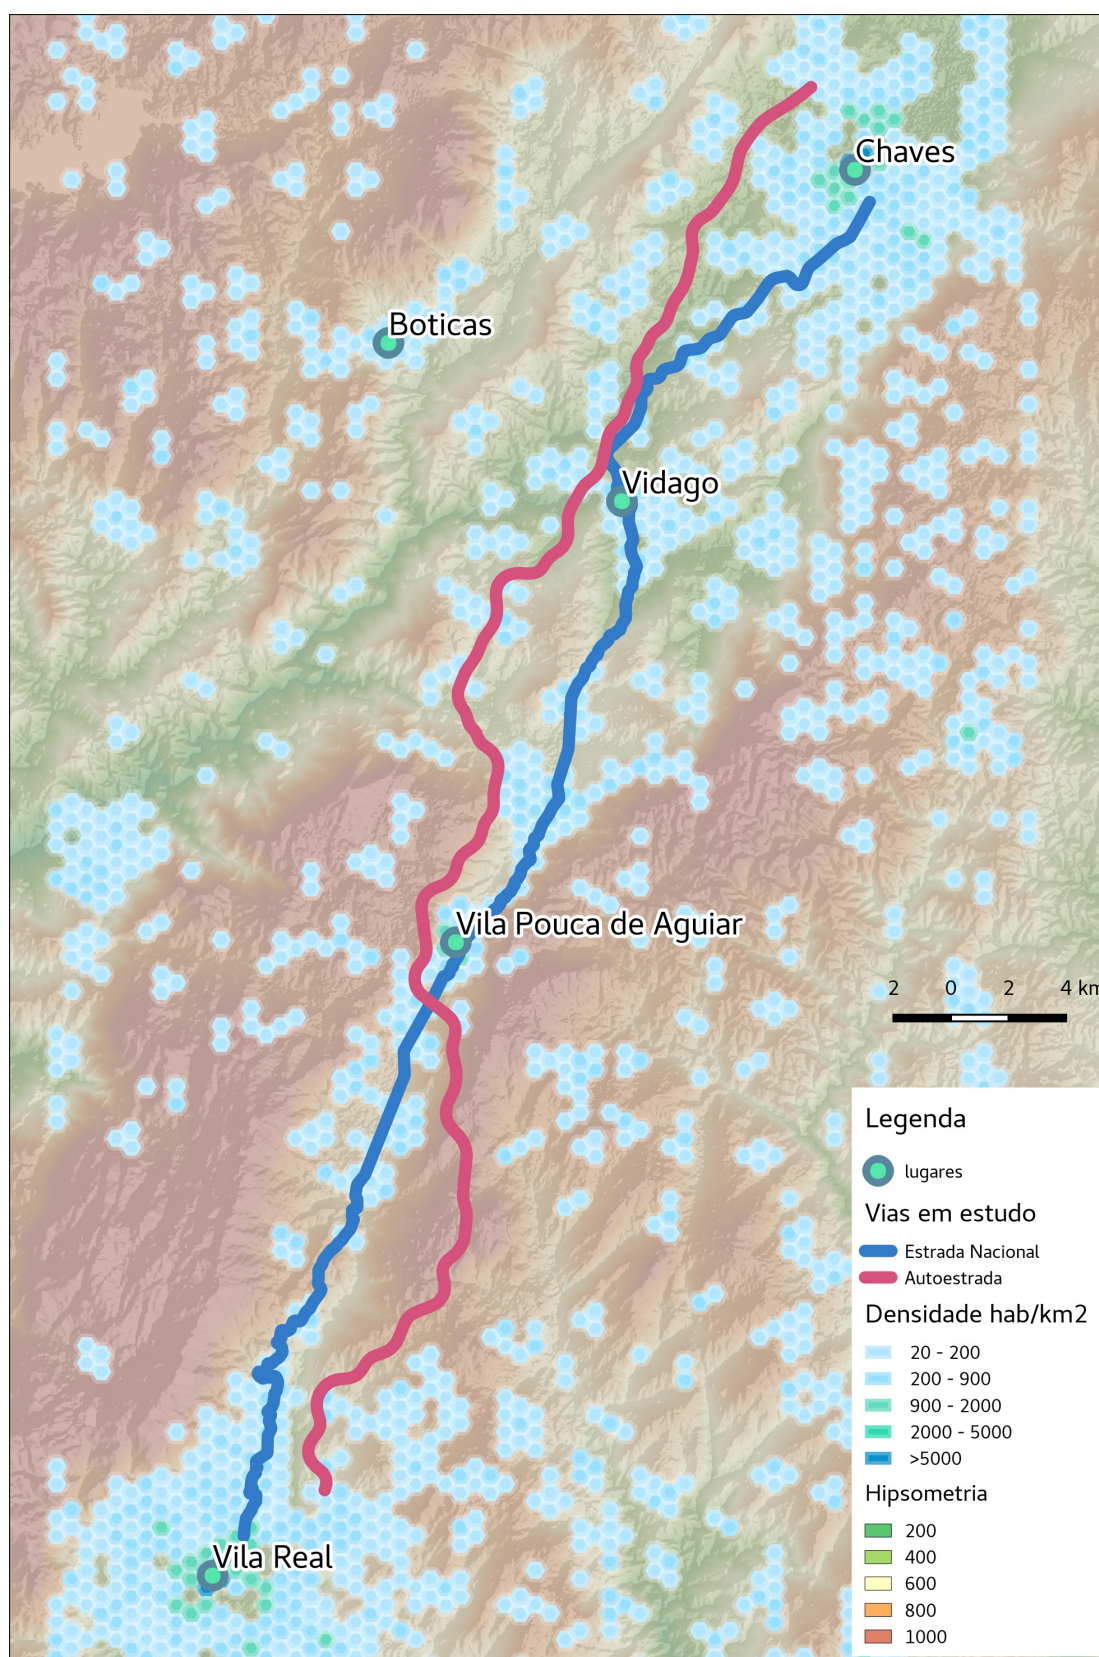 Chaves
Boticas
Vidago
Vila Pouca de Aguiar
2 0 2 4 km
Legenda
lugares
Vias em estudo
Estrada Nacional
Autoestrada
Densidade hab/km2
20 - 200
200 - 900
900 - 2000
2000 - 5000
>5000
Hipsometria
200
400
600
800
1000
Vila Real